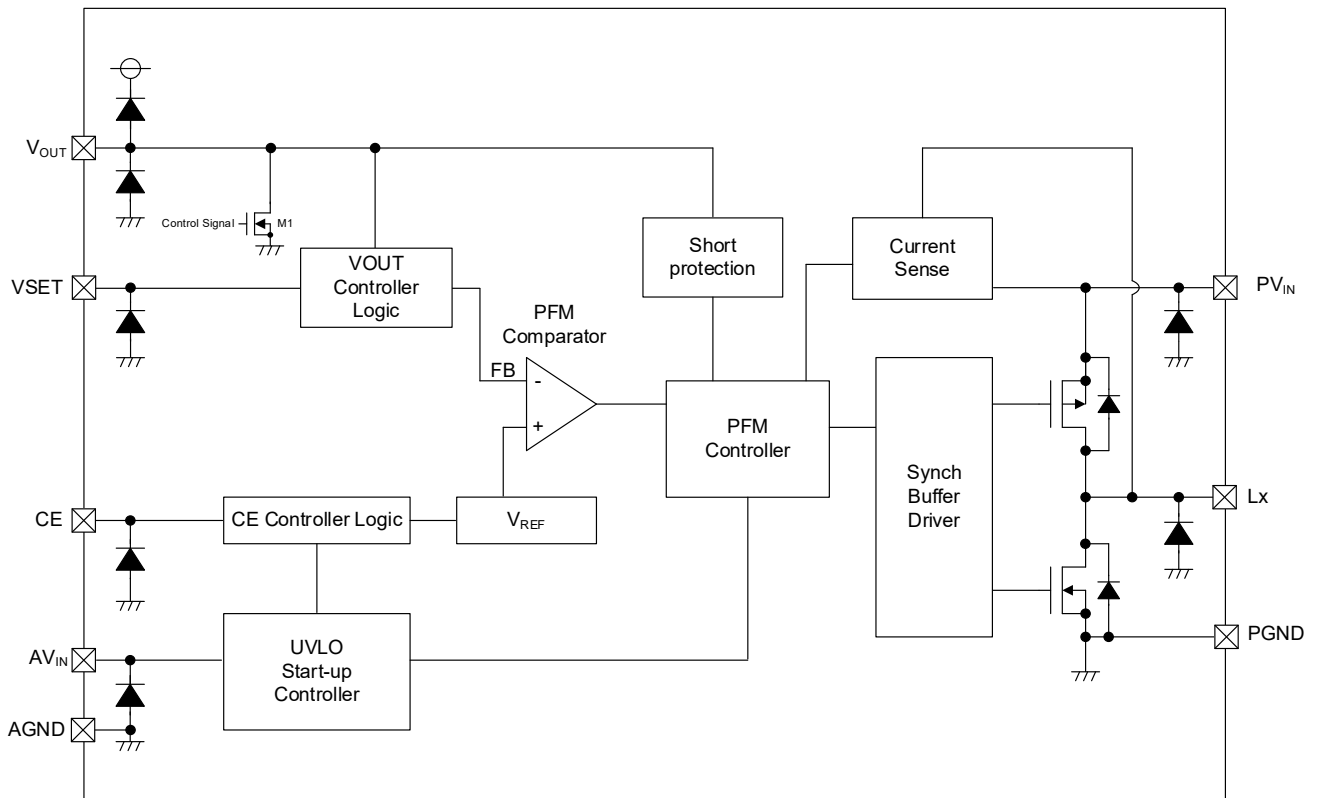 VOUT
Control Signal
M1
Short
protection
Current
Sense
VSET
VOUT
Controller
Logic
PVIN
PFM
Comparator
FB
-
+
PFM
Controller
Synch
Buffer
Driver
Lx
CE
CE Controller Logic
VREF
AVIN
UVLO
Start-up
Controller
PGND
AGND